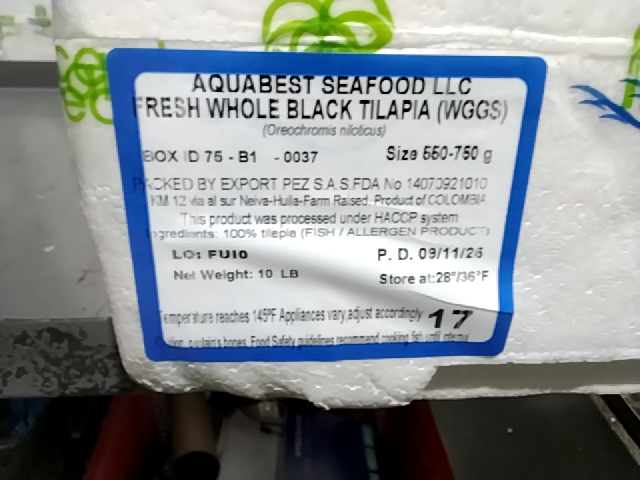 AQUABEST SEAFOOD LLC
FRESH WHOLE BLACK TILAPIA (WGGS)
(Oreochromis niloticus)
BOX ID 75 - B1 - 0037 Size 550-750 g
PACKED BY EXPORT PEZ S.A.S.FDA No 14070921010
KM 12 via al sur Neiva-Huila-Farm Raised. Product of COLOMBIA
This product was processed under HACCP system
ngredients: 100% tilapia (FISH / ALLERGEN PRODUCT)
LOT FU10 P. D. 09/11/26
Net Weight: 10 LB Store at:28°/36°F
Temperature reaches 145ºF Appliances vary,adjust accordingly 17
bones. Food Safety guidelines recommend cooking fish until internal